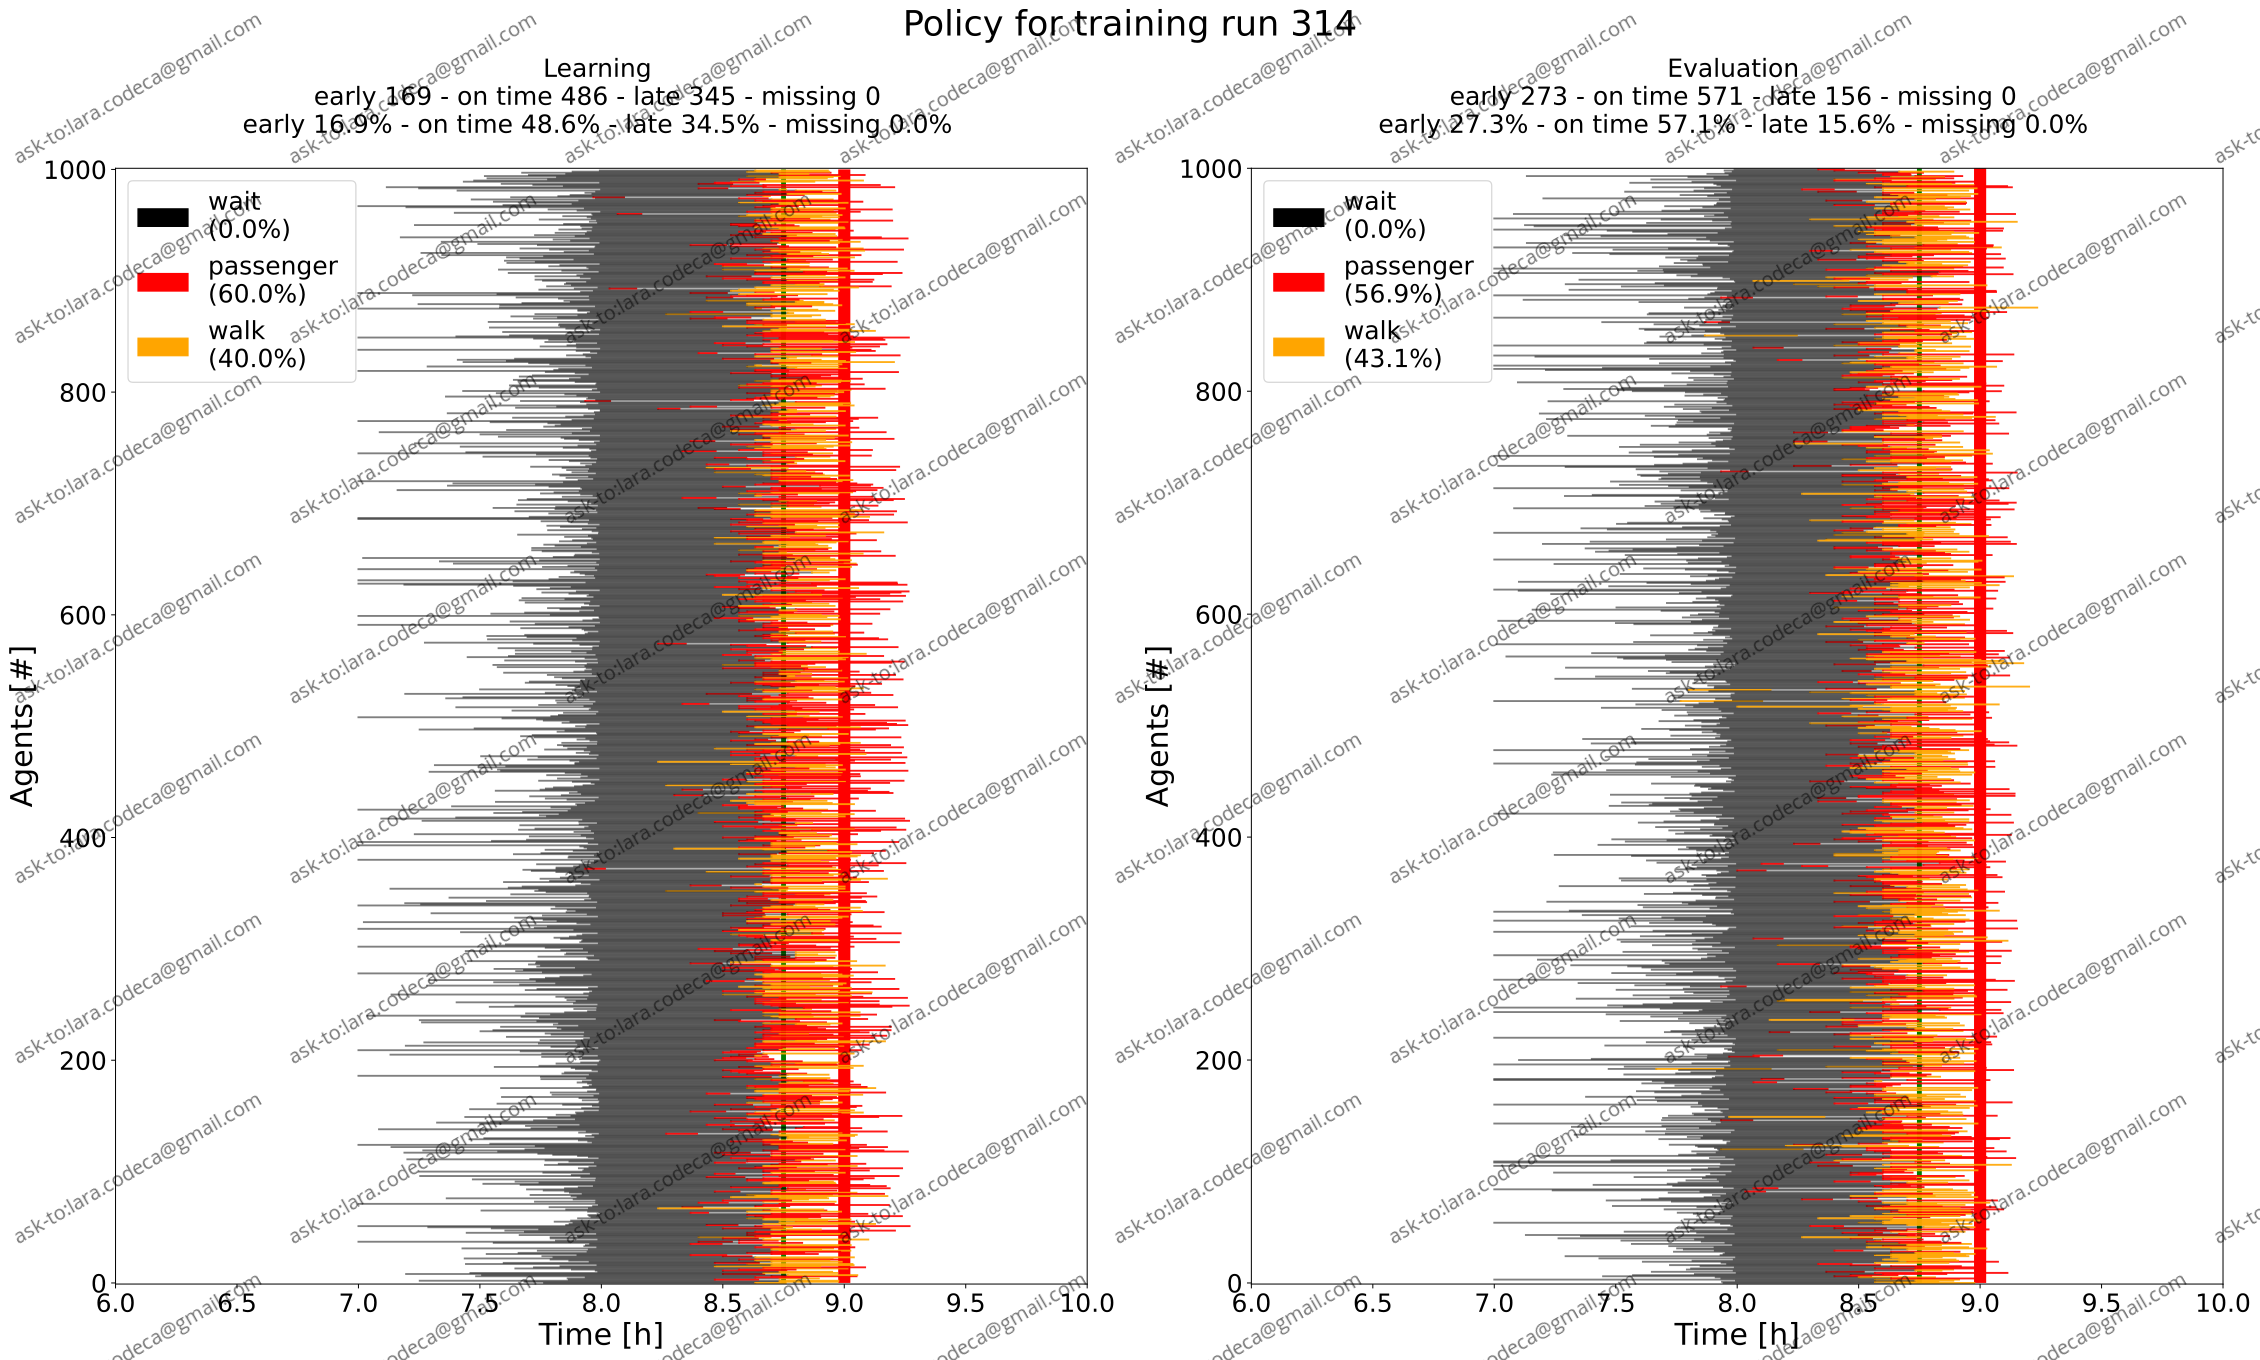 Policy for training run 314
Learning
early 169 - on time 486 - late 345 - missing 0
early 16.9% - on time 48.6% - late 34.5% - missing 0.0%
Evaluation
early 273 - on time 571 - late 156 - missing 0
early 27.3% - on time 57.1% - late 15.6% - missing 0.0%
wait
(0.0%)
passenger
(60.0%)
walk
(40.0%)
Agents [#]
1000
800
600
400
200
0
6.0 6.5 7.0 7.5 8.0 8.5 9.0 9.5 10.0
Time [h]
wait
(0.0%)
passenger
(56.9%)
walk
(43.1%)
Agents [#]
1000
800
600
400
200
0
6.0 6.5 7.0 7.5 8.0 8.5 9.0 9.5 10.0
Time [h]
ask-to:lara.codeca@gmail.com